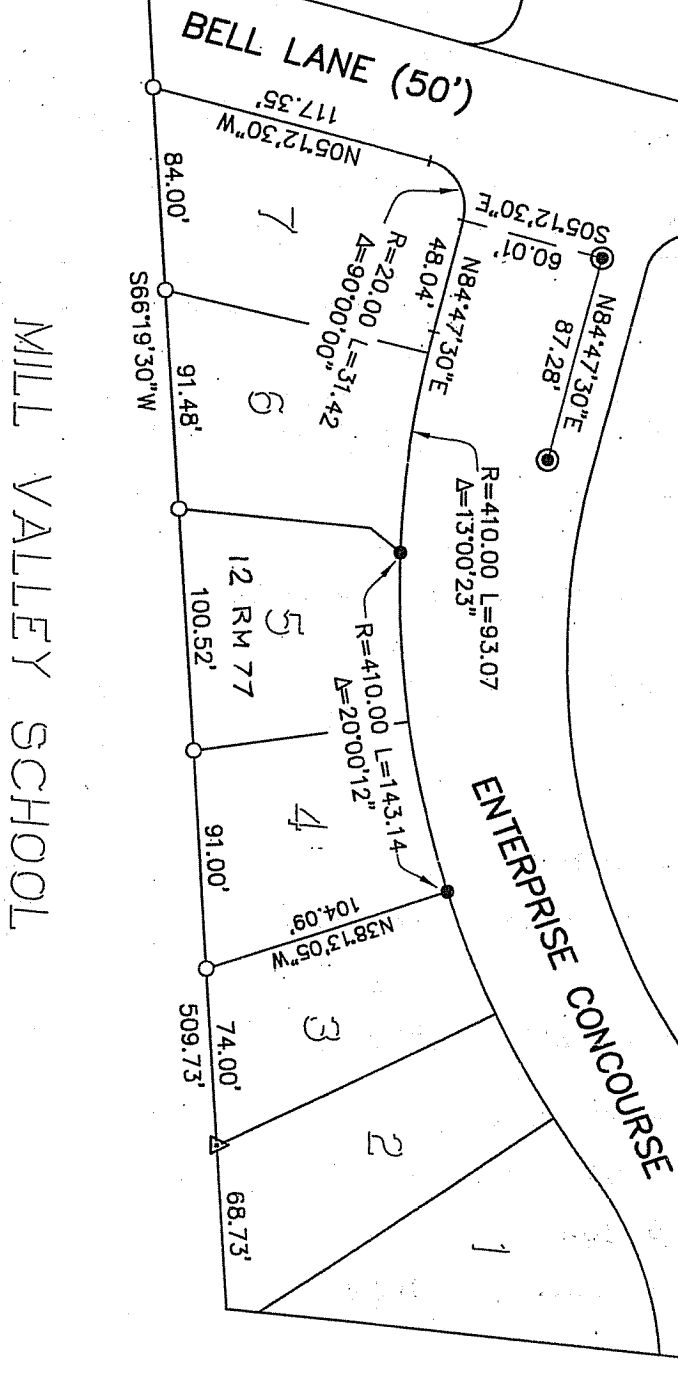 BELL LANE (50')
N05°12'30"W
117.35'
84.00'
7
S05°12'30"E
60.01'
N84°47'30"E
87.28'
N84°47'30"E
48.04'
R=20.00 L=31.42
Δ=90°00'00"
S66°19'30"W
91.48'
6
R=410.00 L=93.07
Δ=13°00'23"
5
12 RM 77
100.52'
R=410.00 L=143.14
Δ=20°00'12"
4
91.00'
ENTERPRISE CONCOURSE
N38°13'05"W
104.09'
3
74.00'
509.73'
2
68.73'
1
MILL VALLEY SCHOOL